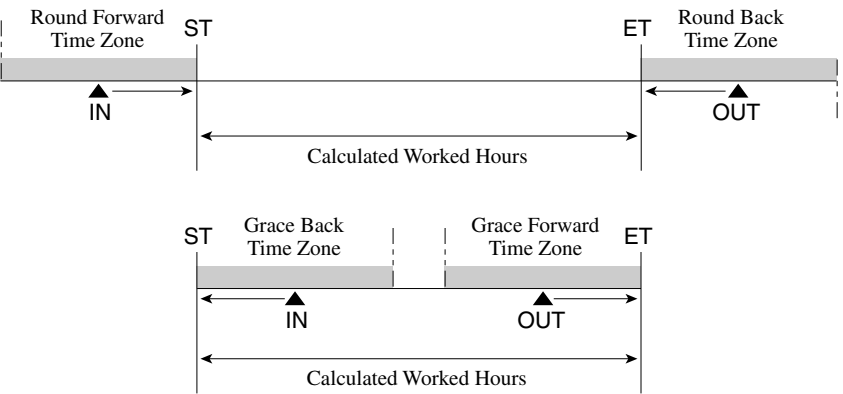 Round Forward
Time Zone
ST
ET
Round Back
Time Zone
IN
OUT
Calculated Worked Hours
ST
Grace Back
Time Zone
Grace Forward
Time Zone
ET
IN
OUT
Calculated Worked Hours